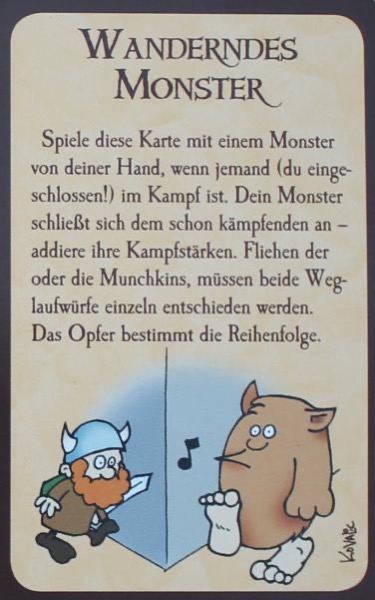 WANDERNDES
MONSTER
Spiele diese Karte mit einem Monster
von deiner Hand, wenn jemand (du einge-
schlossen!) im Kampf ist. Dein Monster
schließt sich dem schon kämpfenden an –
addiere ihre Kampfstärken. Fliehen der
oder die Munchkins, müssen beide Weg-
laufwürfe einzeln entschieden werden.
Das Opfer bestimmt die Reihenfolge.
KOVALIC